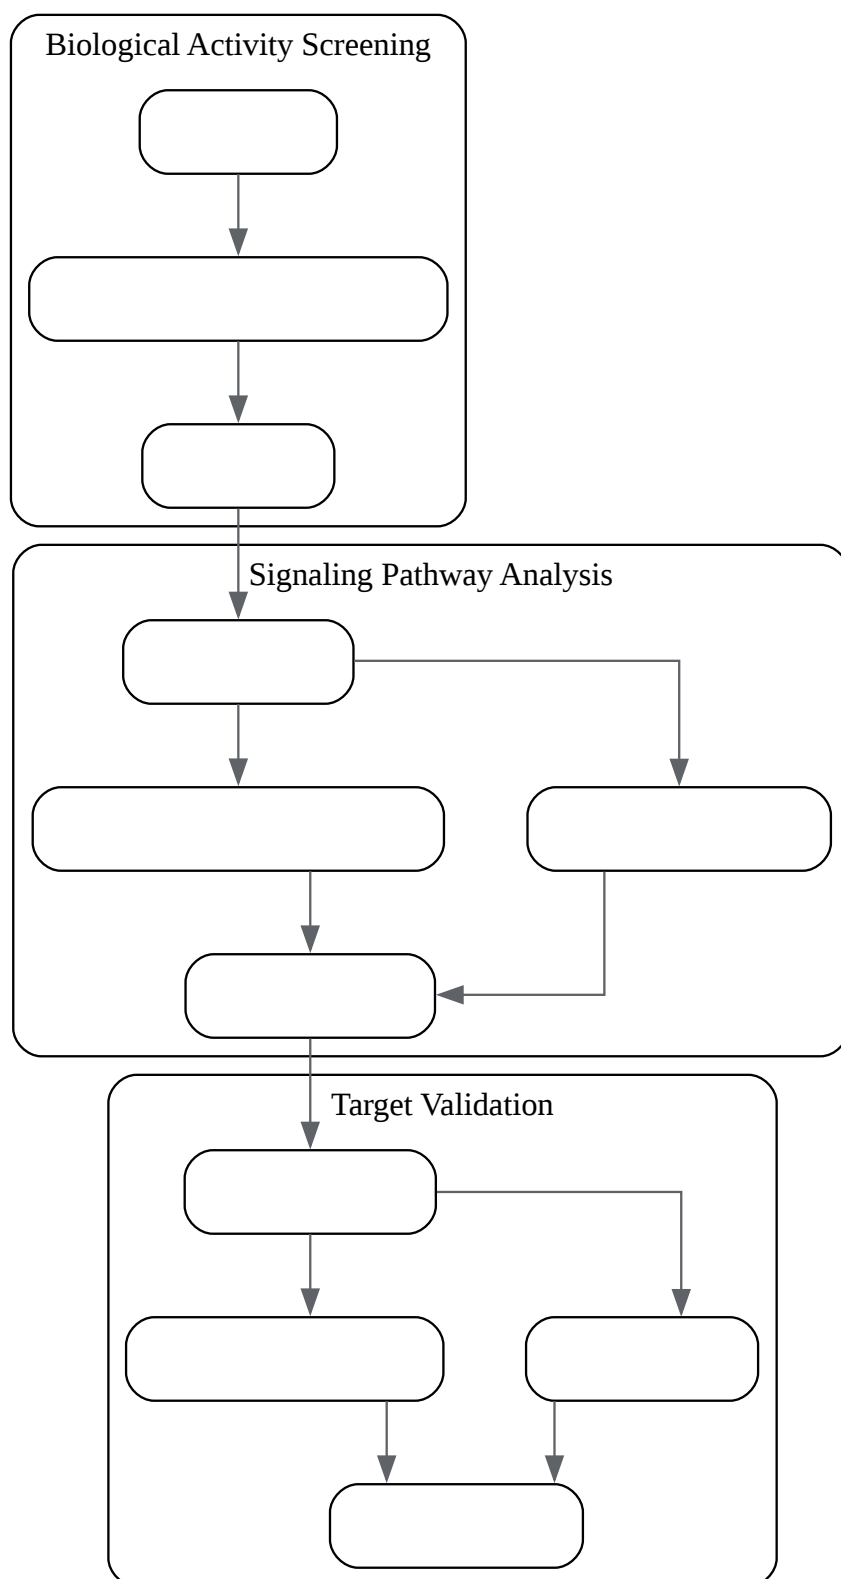 Biological Activity Screening
Signaling Pathway Analysis
Target Validation